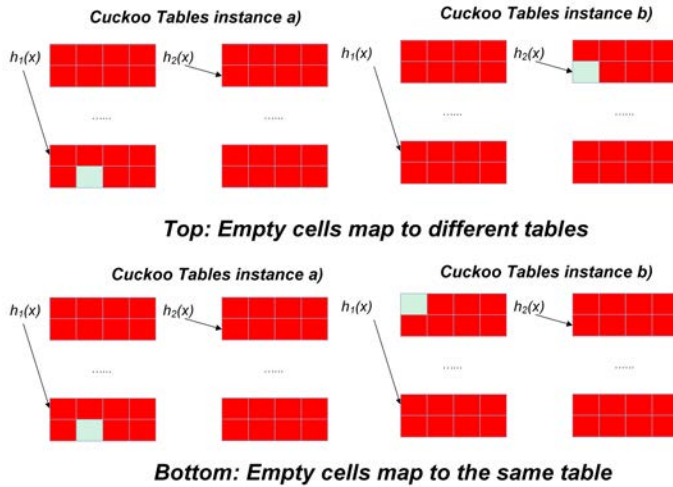 Cuckoo Tables instance a)
Cuckoo Tables instance b)
h₁(x)
h₂(x)
h₁(x)
h₂(x)
......
......
......
......
Top: Empty cells map to different tables
Cuckoo Tables instance a)
Cuckoo Tables instance b)
h₁(x)
h₂(x)
h₁(x)
h₂(x)
......
......
......
......
Bottom: Empty cells map to the same table